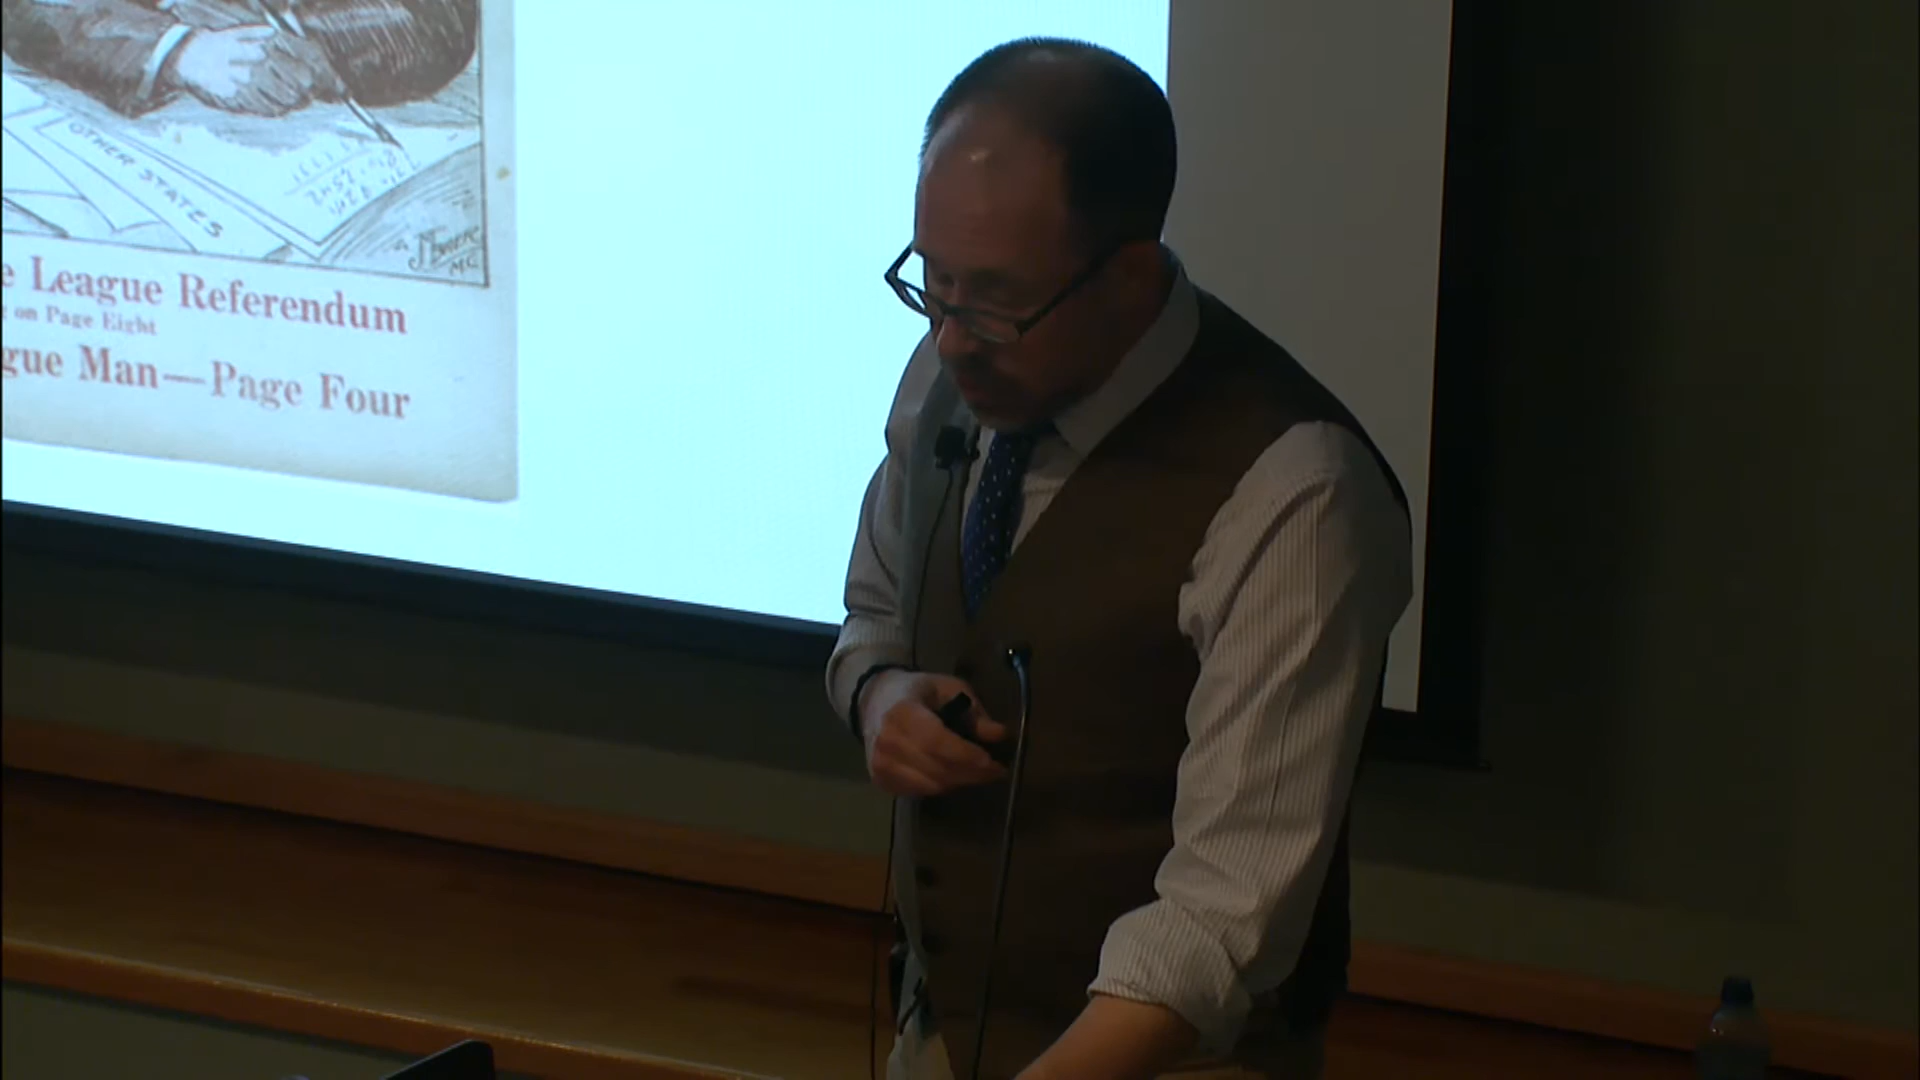 OTHER STATES
e League Referendum
on Page Eight
gue Man—Page Four